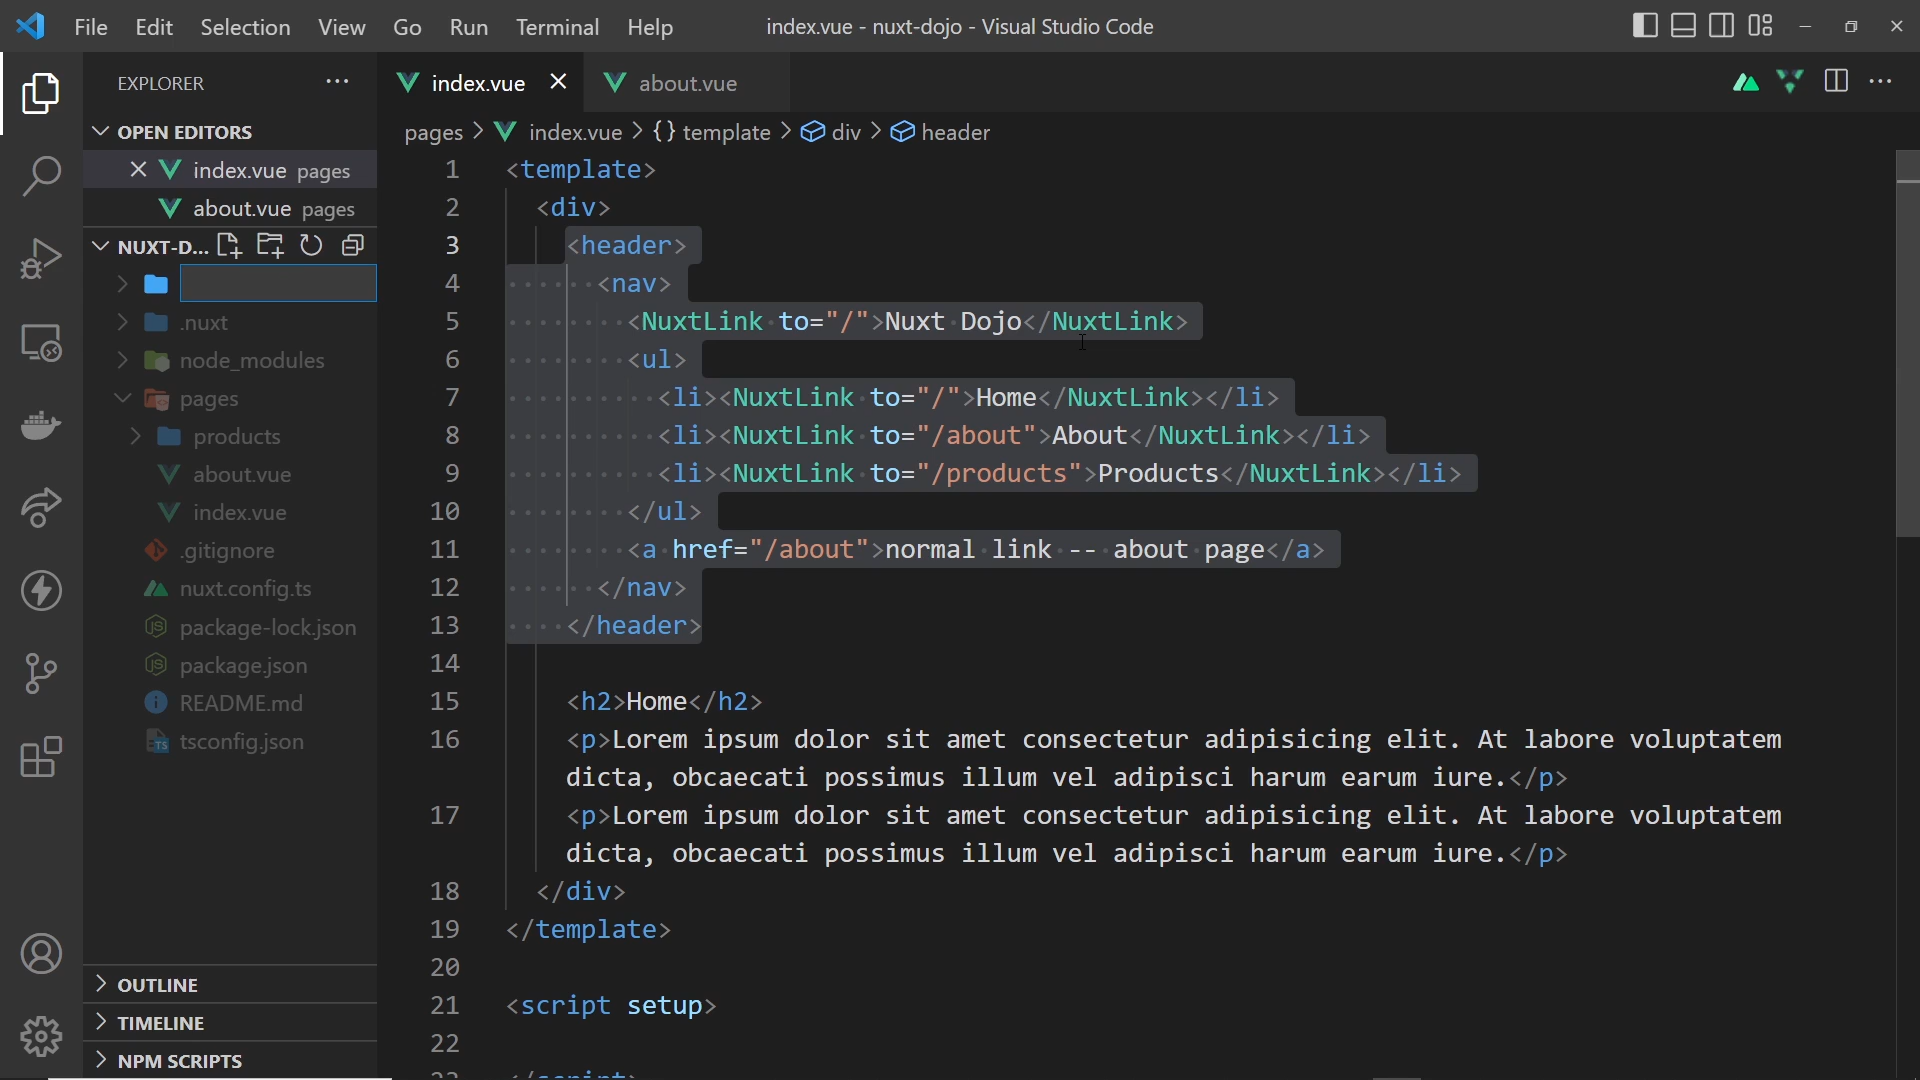 File Edit Selection View Go Run Terminal Help
index.vue - nuxt-dojo - Visual Studio Code
EXPLORER
OPEN EDITORS
index.vue pages
about.vue pages
NUXT-D...
.nuxt
node_modules
pages
products
about.vue
index.vue
.gitignore
nuxt.config.ts
package-lock.json
package.json
README.md
tsconfig.json
OUTLINE
TIMELINE
NPM SCRIPTS
index.vue
about.vue
pages > index.vue > {} template > div > header
1 <template>
2 <div>
3 <header>
4 <nav>
5 <NuxtLink to="/">Nuxt Dojo</NuxtLink>
6 <ul>
7 <li><NuxtLink to="/">Home</NuxtLink></li>
8 <li><NuxtLink to="/about">About</NuxtLink></li>
9 <li><NuxtLink to="/products">Products</NuxtLink></li>
10 </ul>
11 <a href="/about">normal link -- about page</a>
12 </nav>
13 </header>
14
15 <h2>Home</h2>
16 <p>Lorem ipsum dolor sit amet consectetur adipisicing elit. At labore voluptatem
dicta, obcaecati possimus illum vel adipisci harum earum iure.</p>
17 <p>Lorem ipsum dolor sit amet consectetur adipisicing elit. At labore voluptatem
dicta, obcaecati possimus illum vel adipisci harum earum iure.</p>
18 </div>
19 </template>
20
21 <script setup>
22
23 </script>